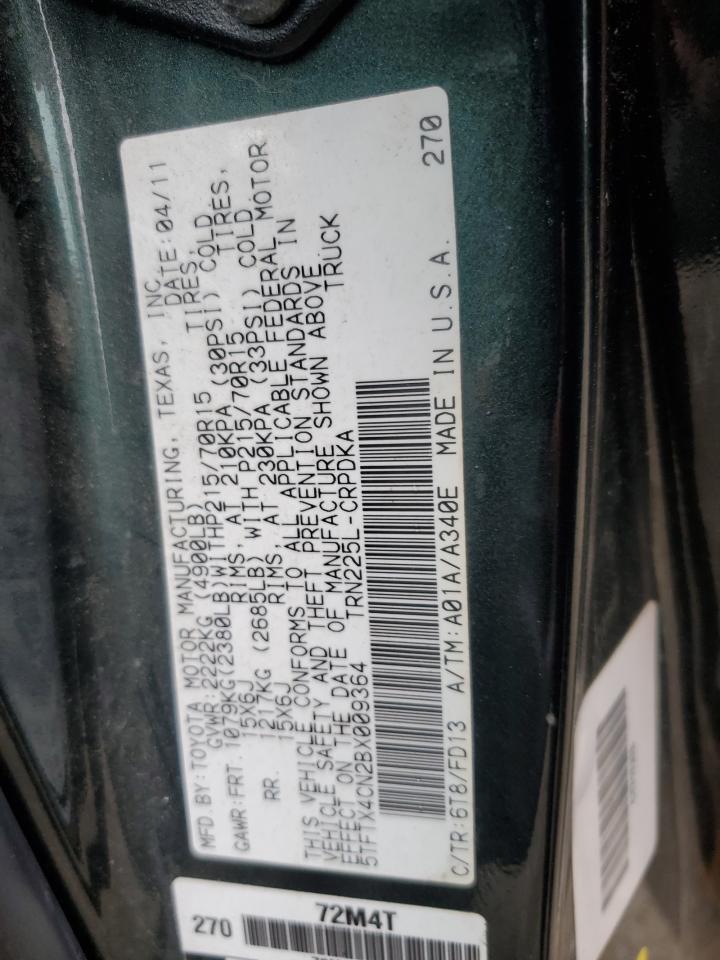 MFD.BY:TOYOTA MOTOR MANUFACTURING, TEXAS, INC.
GVWR:2222KG (4900LB) DATE:04/11
GAWR:FRT. 1079KG(2380LB)WITHP215/70R15 TIRES,
15X6J RIMS, AT 210KPA (30PSI) COLD
RR. 1217KG (2685LB) WITH P215/70R15 TIRES,
15X6J RIMS, AT 230KPA (33PSI) COLD
THIS VEHICLE CONFORMS TO ALL APPLICABLE FEDERAL MOTOR
VEHICLE SAFETY AND THEFT PREVENTION STANDARDS IN
EFFECT ON THE DATE OF MANUFACTURE SHOWN ABOVE.
5TFTX4CN2BX009364 TRN225L-CRPDKA TRUCK
C/TR:6T8/FD13 A/TM:A01A/A340E MADE IN U.S.A. 270
72M4T
270